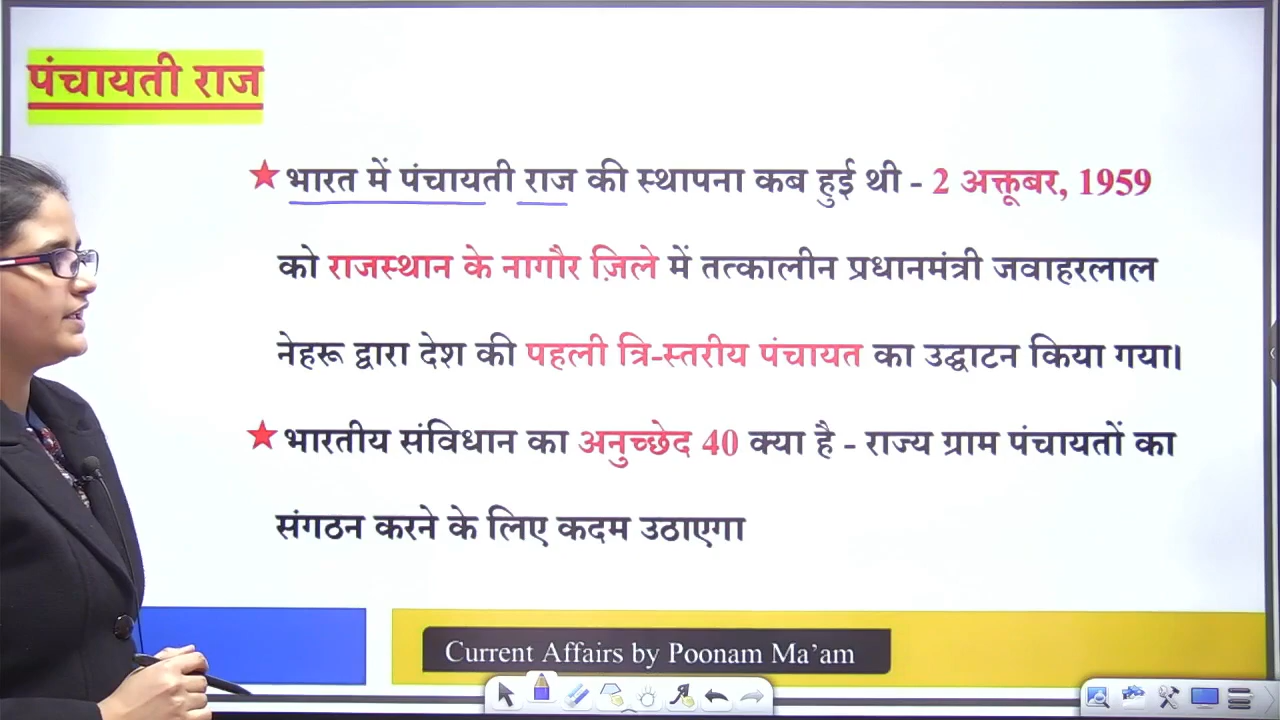 पंचायती राज
भारत में पंचायती राज की स्थापना कब हुई थी - 2 अक्तूबर, 1959
को राजस्थान के नागौर ज़िले में तत्कालीन प्रधानमंत्री जवाहरलाल
नेहरू द्वारा देश की पहली त्रि-स्तरीय पंचायत का उद्घाटन किया गया।
भारतीय संविधान का अनुच्छेद 40 क्या है - राज्य ग्राम पंचायतों का
संगठन करने के लिए कदम उठाएगा
Current Affairs by Poonam Ma’am